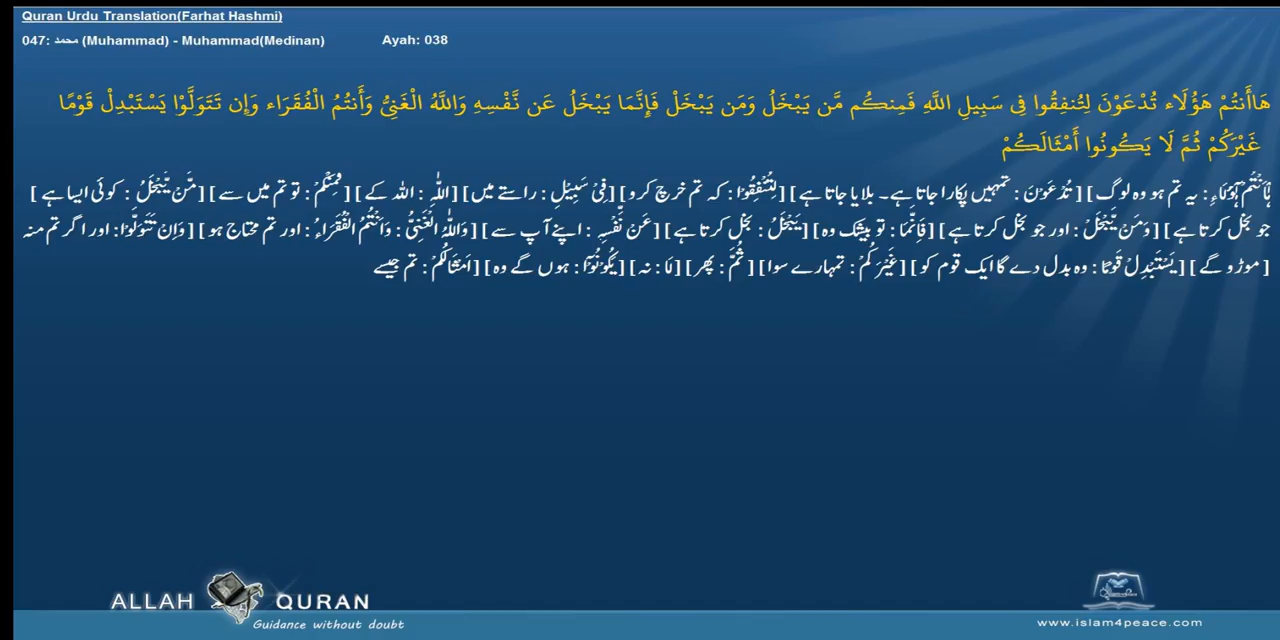 Quran Urdu Translation(Farhat Hashmi)
047: محمد (Muhammad) - Muhammad(Medinan) Ayah: 038
هَاأَنتُمْ هَؤُلَاء تُدْعَوْنَ لِتُنفِقُوا فِي سَبِيلِ اللَّهِ فَمِنكُم مَّن يَبْخَلُ وَمَن يَبْخَلْ فَإِنَّمَا يَبْخَلُ عَن نَّفْسِهِ وَاللَّهُ الْغَنِيُّ وَأَنتُمُ الْفُقَرَاء وَإِن تَتَوَلَّوْا يَسْتَبْدِلْ قَوْمًا
غَيْرَكُمْ ثُمَّ لَا يَكُونُوا أَمْثَالَكُمْ
هٰۤاَنْتُمْ هٰۤؤُلَآءِ: یہ تم ہو وہ لوگ] [تُدْعَوْنَ: تمہیں پکارا جاتا ہے۔ بلایا جاتا ہے] [لِتُنْفِقُوْا: کہ تم خرچ کرو] [فِيْ سَبِيْلِ: راستے میں] [اللّٰهِ: اللہ کے] [فَمِنْكُمْ: تو تم میں سے] [مَّنْ يَّبْخَلُ: کوئی ایسا ہے]
جو بخل کرتا ہے] [وَمَنْ يَّبْخَلْ: اور جو بخل کرتا ہے] [فَاِنَّمَا: تو بیشک وہ] [يَبْخَلُ: بخل کرتا ہے] [عَنْ نَّفْسِهٖ: اپنے آپ سے] [وَاللّٰهُ الْغَنِيُّ: وَاَنْتُمُ الْفُقَرَآءُ: اور تم محتاج ہو] [وَاِنْ تَتَوَلَّوْا: اور اگر تم منہ
[موڑو گے] [يَسْتَبْدِلْ قَوْمًا: وہ بدل دے گا ایک قوم کو] [غَيْرَكُمْ: تمہارے سوا] [ثُمَّ: پھر] [لَا: نہ] [يَكُوْنُوْۤا: ہوں گے وہ] [اَمْثَالَكُمْ: تم جیسے
ALLAH QURAN
Guidance without doubt
www.islam4peace.com